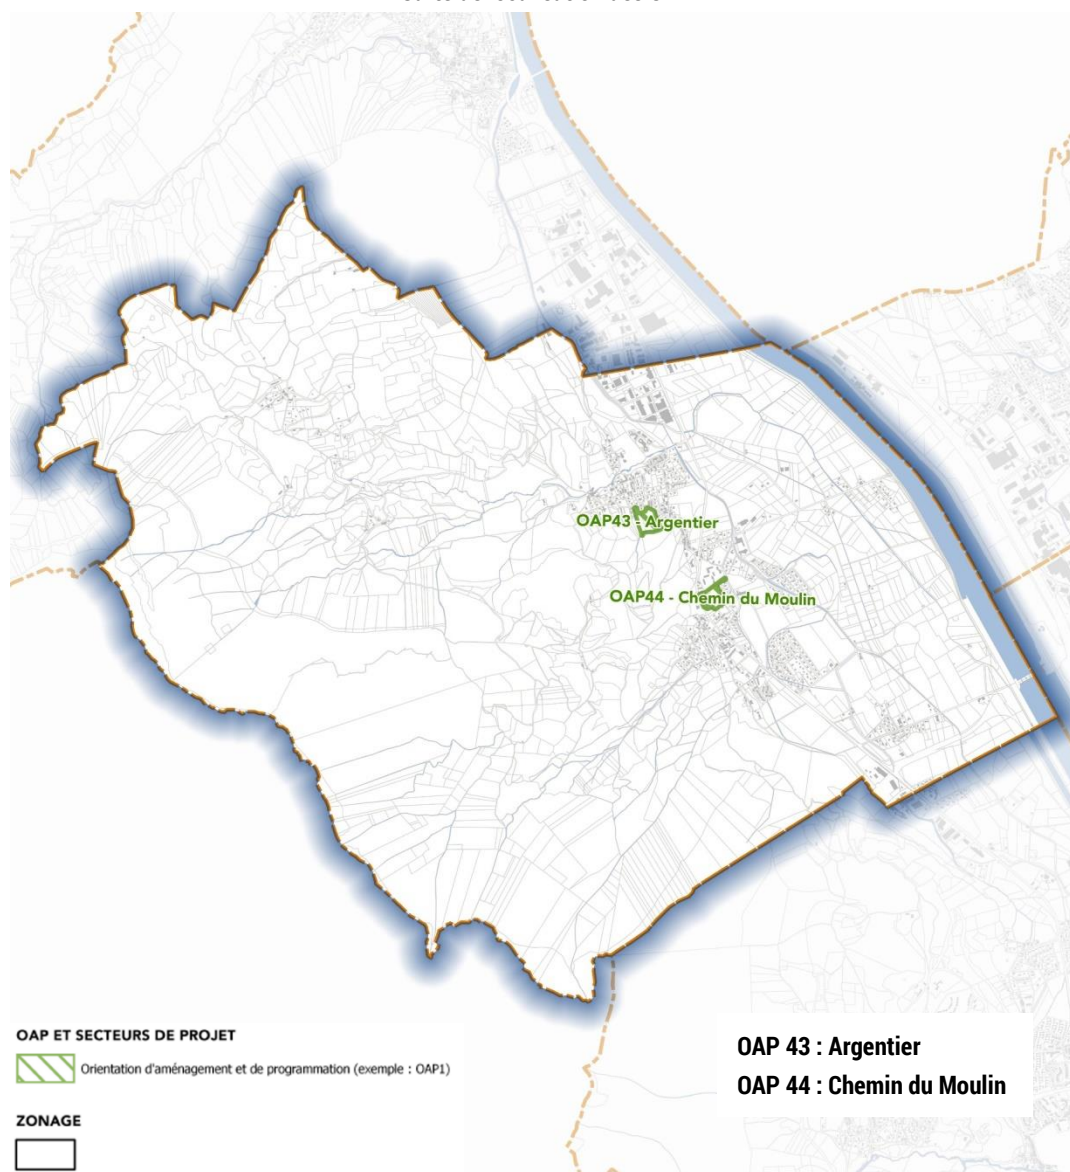 OAP43 - Argentier
OAP44 - Chemin du Moulin
OAP ET SECTEURS DE PROJET
Orientation d'aménagement et de programmation (exemple : OAP1)
ZONAGE
OAP 43 : Argentier
OAP 44 : Chemin du Moulin